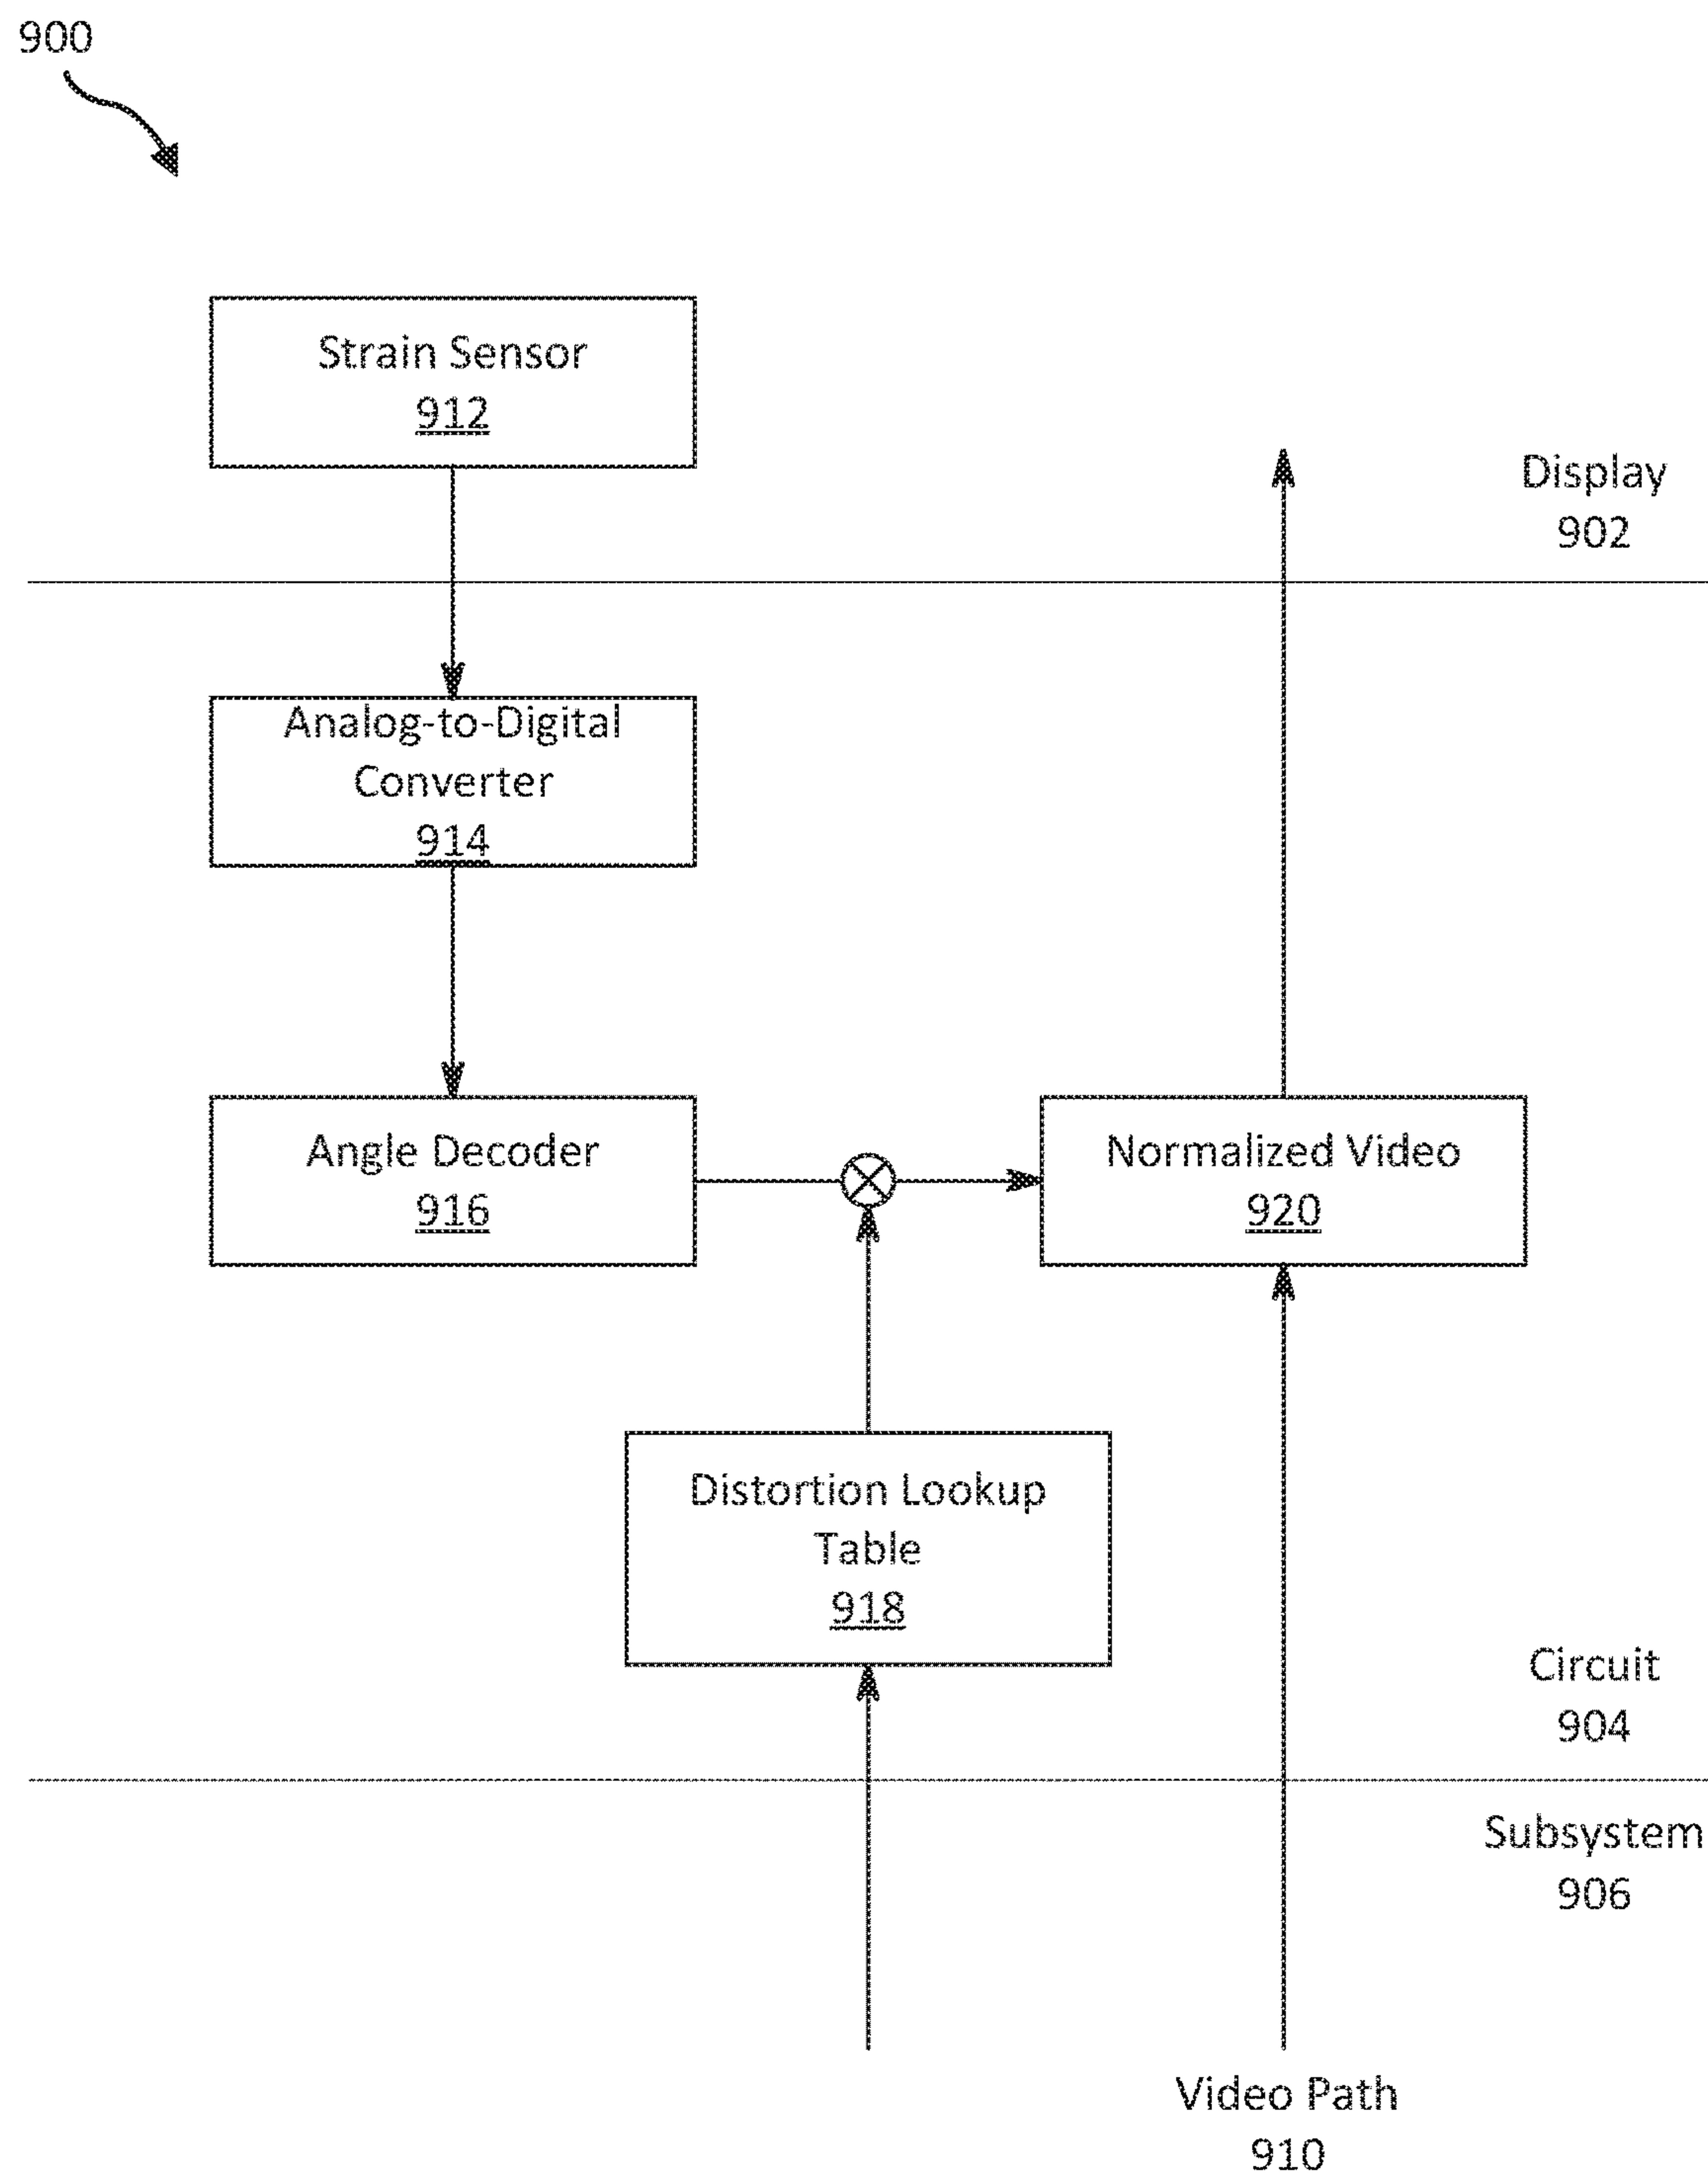 900
Strain Sensor
912
Display
902
Analog-to-Digital
Converter
914
Angle Decoder
916
Normalized Video
920
Distortion Lookup
Table
918
Circuit
904
Subsystem
906
Video Path
910